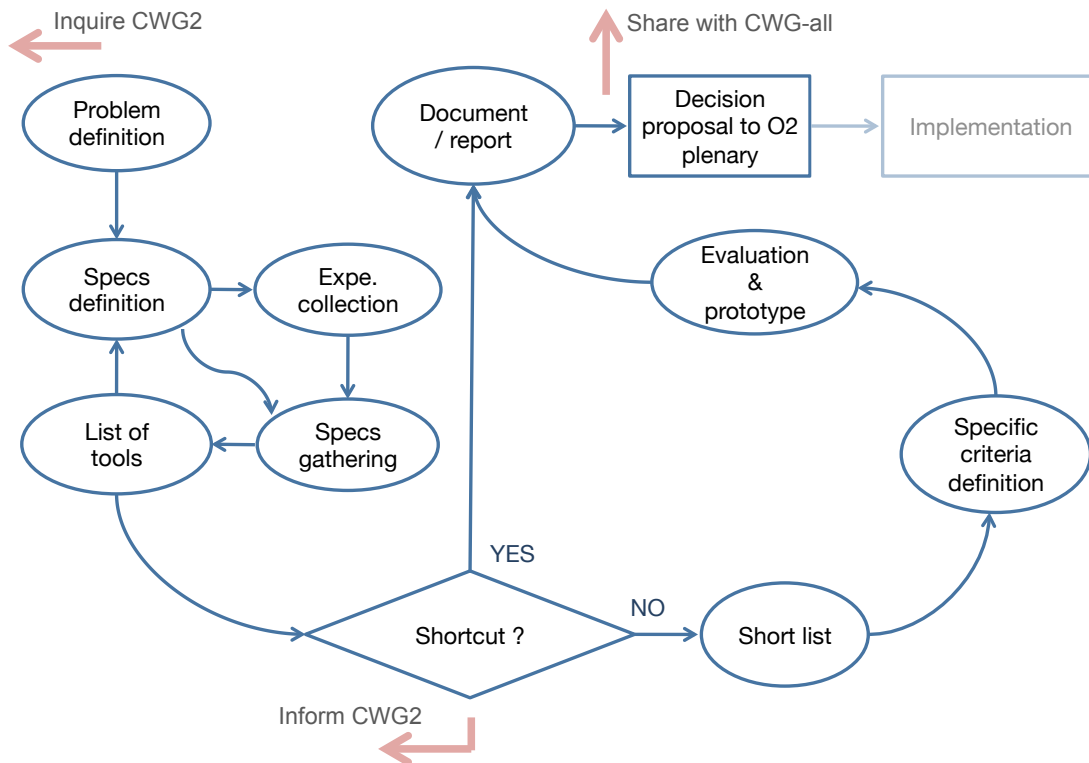 Inquire CWG2
Share with CWG-all
Problem
definition
Document
/ report
Decision
proposal to O2
plenary
Implementation
Specs
definition
Expe.
collection
Evaluation
&
prototype
List of
tools
Specs
gathering
Specific
criteria
definition
YES
NO
Shortcut ?
Short list
Inform CWG2